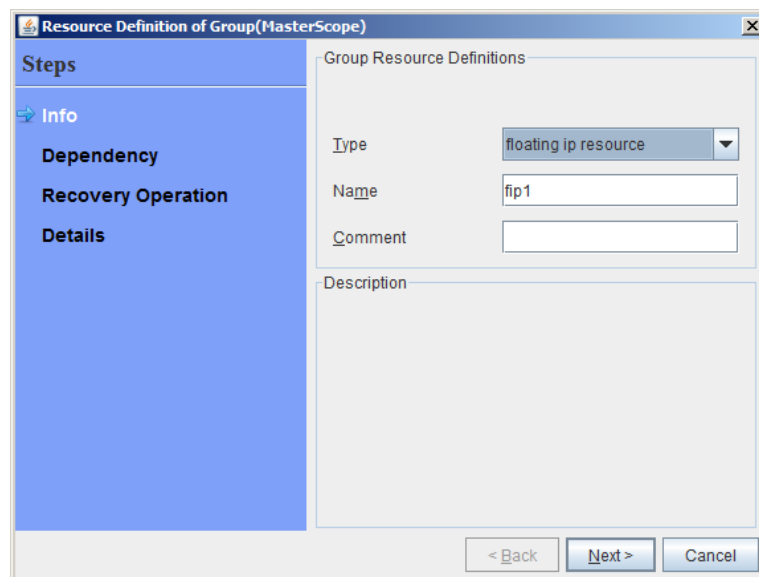 Resource Definition of Group(MasterScope)
Steps
Info
Dependency
Recovery Operation
Details
Group Resource Definitions
Type floating ip resource
Name fip1
Comment
Description
< Back Next > Cancel